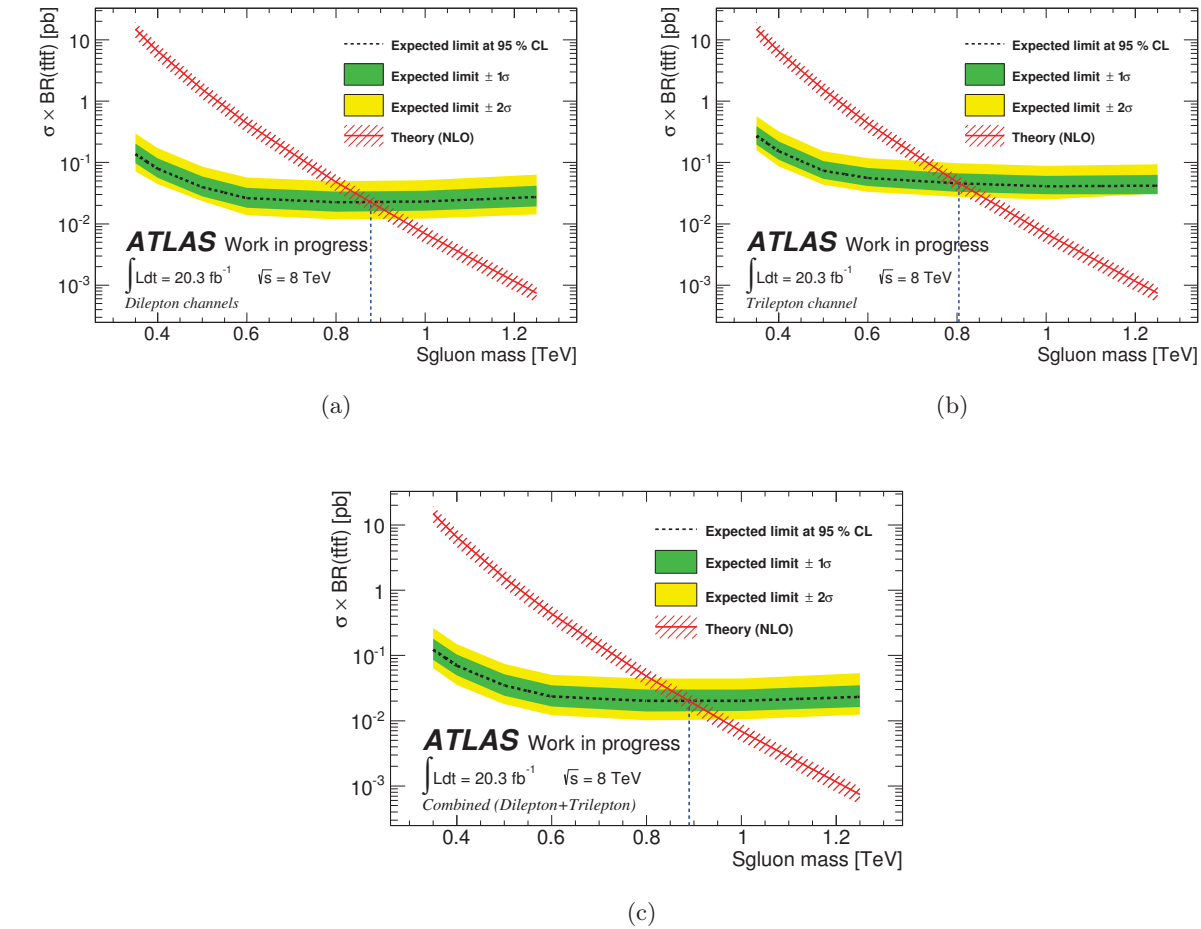 σ × BR(tt̄tt̄) [pb]
10
1
10⁻¹
10⁻²
10⁻³
Expected limit at 95 % CL
Expected limit ± 1σ
Expected limit ± 2σ
Theory (NLO)
ATLAS Work in progress
∫Ldt = 20.3 fb⁻¹ √s = 8 TeV
Dilepton channels
0.4 0.6 0.8 1 1.2
Sgluon mass [TeV]
(a)
σ × BR(tt̄tt̄) [pb]
10
1
10⁻¹
10⁻²
10⁻³
Expected limit at 95 % CL
Expected limit ± 1σ
Expected limit ± 2σ
Theory (NLO)
ATLAS Work in progress
∫Ldt = 20.3 fb⁻¹ √s = 8 TeV
Trilepton channel
0.4 0.6 0.8 1 1.2
Sgluon mass [TeV]
(b)
σ × BR(tt̄tt̄) [pb]
10
1
10⁻¹
10⁻²
10⁻³
Expected limit at 95 % CL
Expected limit ± 1σ
Expected limit ± 2σ
Theory (NLO)
ATLAS Work in progress
∫Ldt = 20.3 fb⁻¹ √s = 8 TeV
Combined (Dilepton+Trilepton)
0.4 0.6 0.8 1 1.2
Sgluon mass [TeV]
(c)